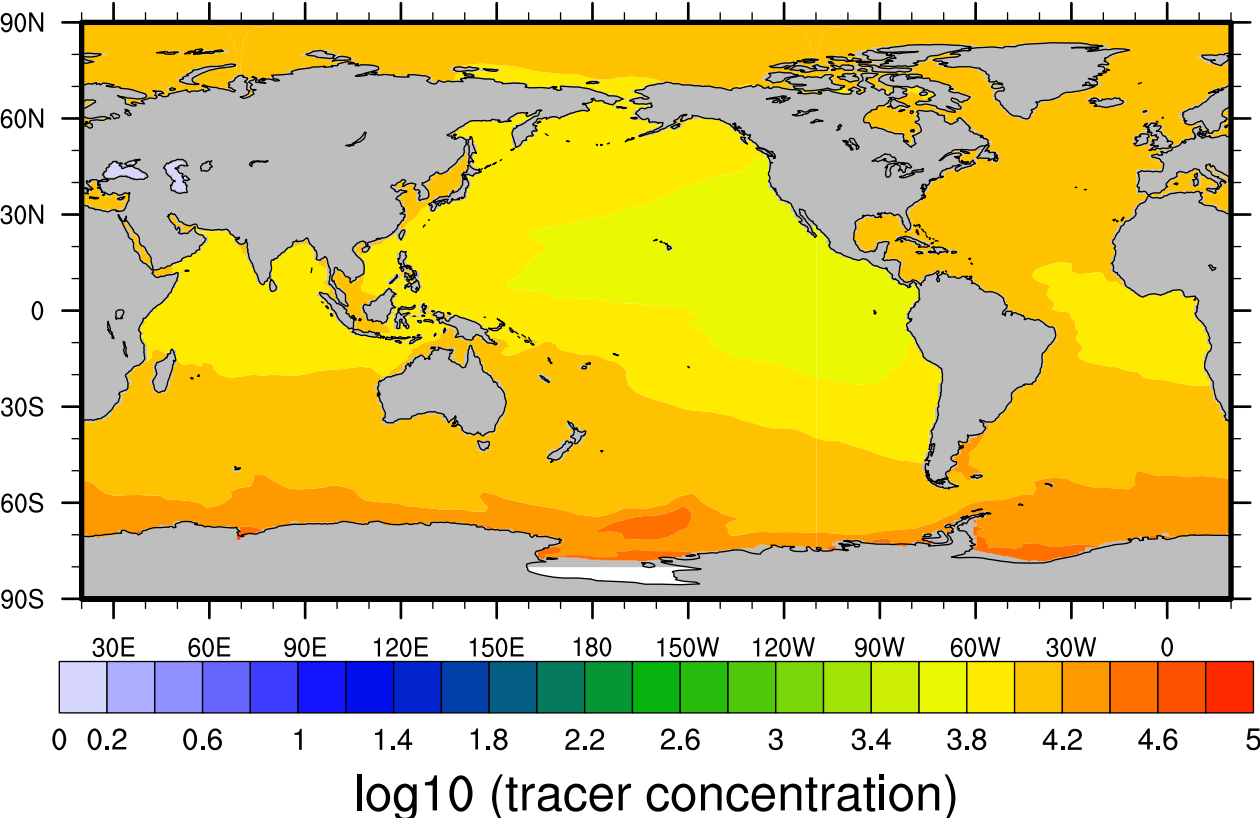 90N
60N
30N
0
30S
60S
90S
30E 60E 90E 120E 150E 180 150W 120W 90W 60W 30W 0
0 0.2 0.6 1 1.4 1.8 2.2 2.6 3 3.4 3.8 4.2 4.6 5
log10 (tracer concentration)